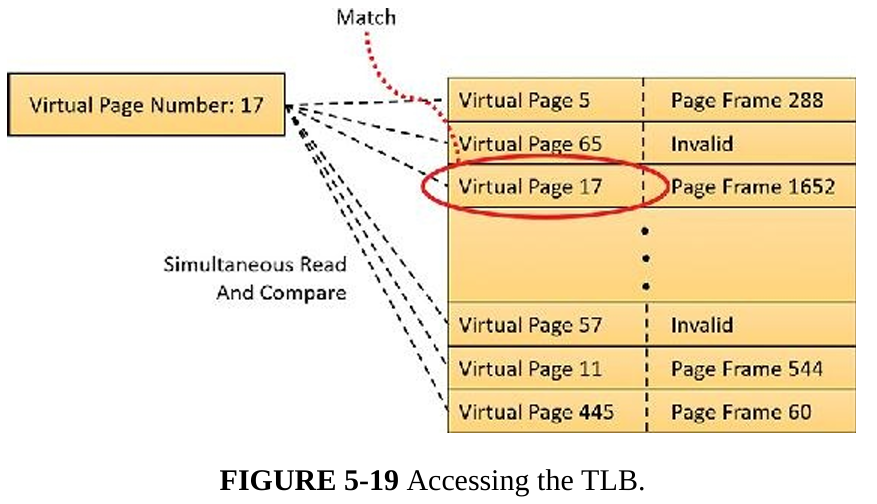 Match
Virtual Page Number: 17
Virtual Page 5 Page Frame 288
Virtual Page 65 Invalid
Virtual Page 17 Page Frame 1652
Simultaneous Read
And Compare
Virtual Page 57 Invalid
Virtual Page 11 Page Frame 544
Virtual Page 445 Page Frame 60
FIGURE 5-19 Accessing the TLB.